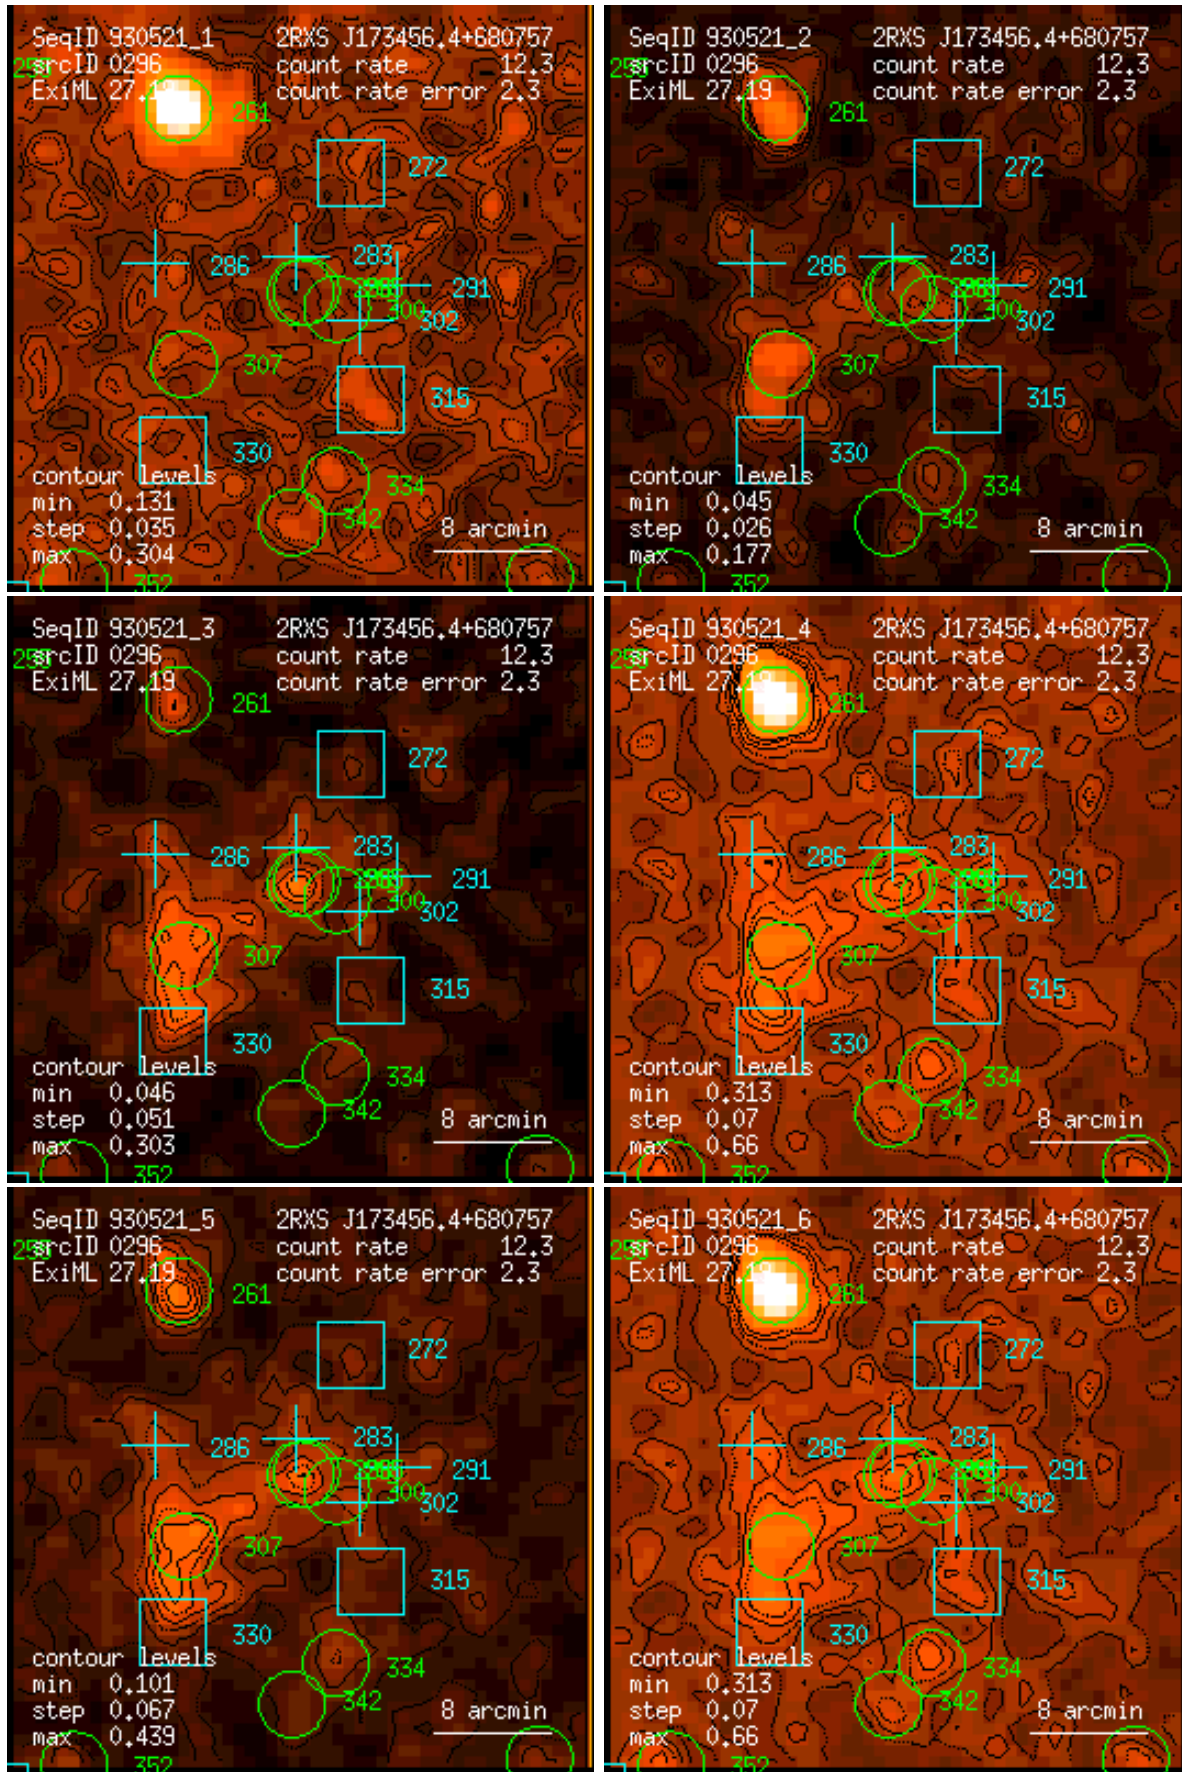 SeqID 930521_1 2RXS J173456.4+680757
srcID 0296 count rate 12.3
ExiML 27.19 count rate error 2.3
261
272
283
286
291
302
307
315
330
334
342
contour levels
min 0.131
step 0.035
max 0.304
8 arcmin
352
SeqID 930521_2 2RXS J173456.4+680757
srcID 0296 count rate 12.3
ExiML 27.19 count rate error 2.3
261
272
283
286
291
302
307
315
330
334
342
contour levels
min 0.045
step 0.026
max 0.177
8 arcmin
352
SeqID 930521_3 2RXS J173456.4+680757
srcID 0296 count rate 12.3
ExiML 27.19 count rate error 2.3
261
272
283
286
291
302
307
315
330
334
342
contour levels
min 0.046
step 0.051
max 0.303
8 arcmin
352
SeqID 930521_4 2RXS J173456.4+680757
srcID 0296 count rate 12.3
ExiML 27.19 count rate error 2.3
261
272
283
286
291
302
307
315
330
334
342
contour levels
min 0.313
step 0.07
max 0.66
8 arcmin
352
SeqID 930521_5 2RXS J173456.4+680757
srcID 0296 count rate 12.3
ExiML 27.19 count rate error 2.3
261
272
283
286
291
302
307
315
330
334
342
contour levels
min 0.101
step 0.067
max 0.439
8 arcmin
352
SeqID 930521_6 2RXS J173456.4+680757
srcID 0296 count rate 12.3
ExiML 27.19 count rate error 2.3
261
272
283
286
291
302
307
315
330
334
342
contour levels
min 0.313
step 0.07
max 0.66
8 arcmin
352